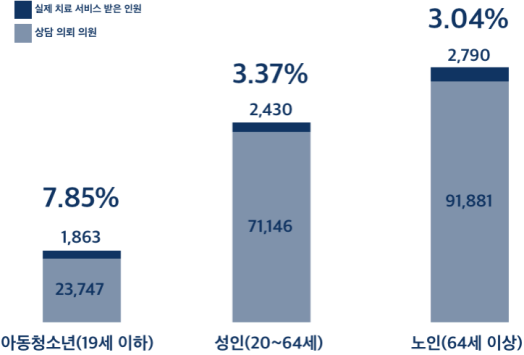 실제 치료 서비스 받은 인원
상담 의뢰 의원
7.85%
1,863
23,747
아동청소년(19세 이하)
3.37%
2,430
71,146
성인(20~64세)
3.04%
2,790
91,881
노인(64세 이상)